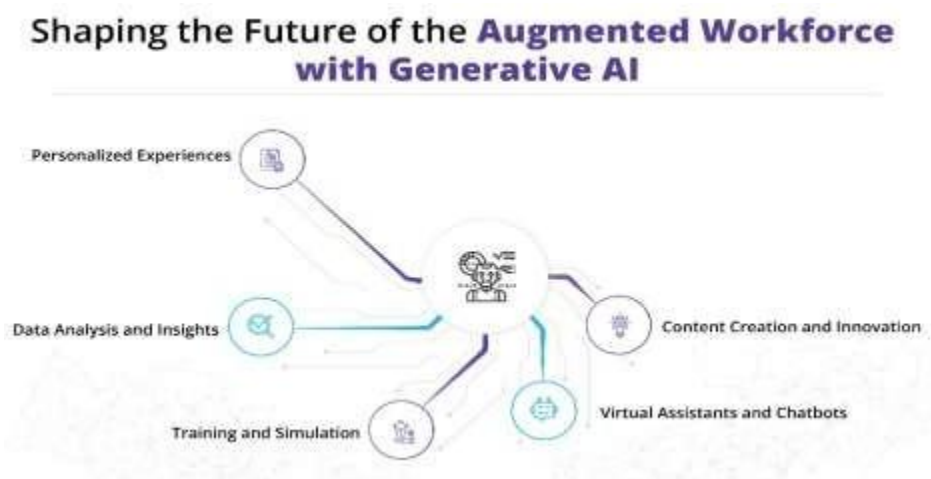 Shaping the Future of the Augmented Workforce
with Generative AI
Personalized Experiences
Data Analysis and Insights
Content Creation and Innovation
Virtual Assistants and Chatbots
Training and Simulation